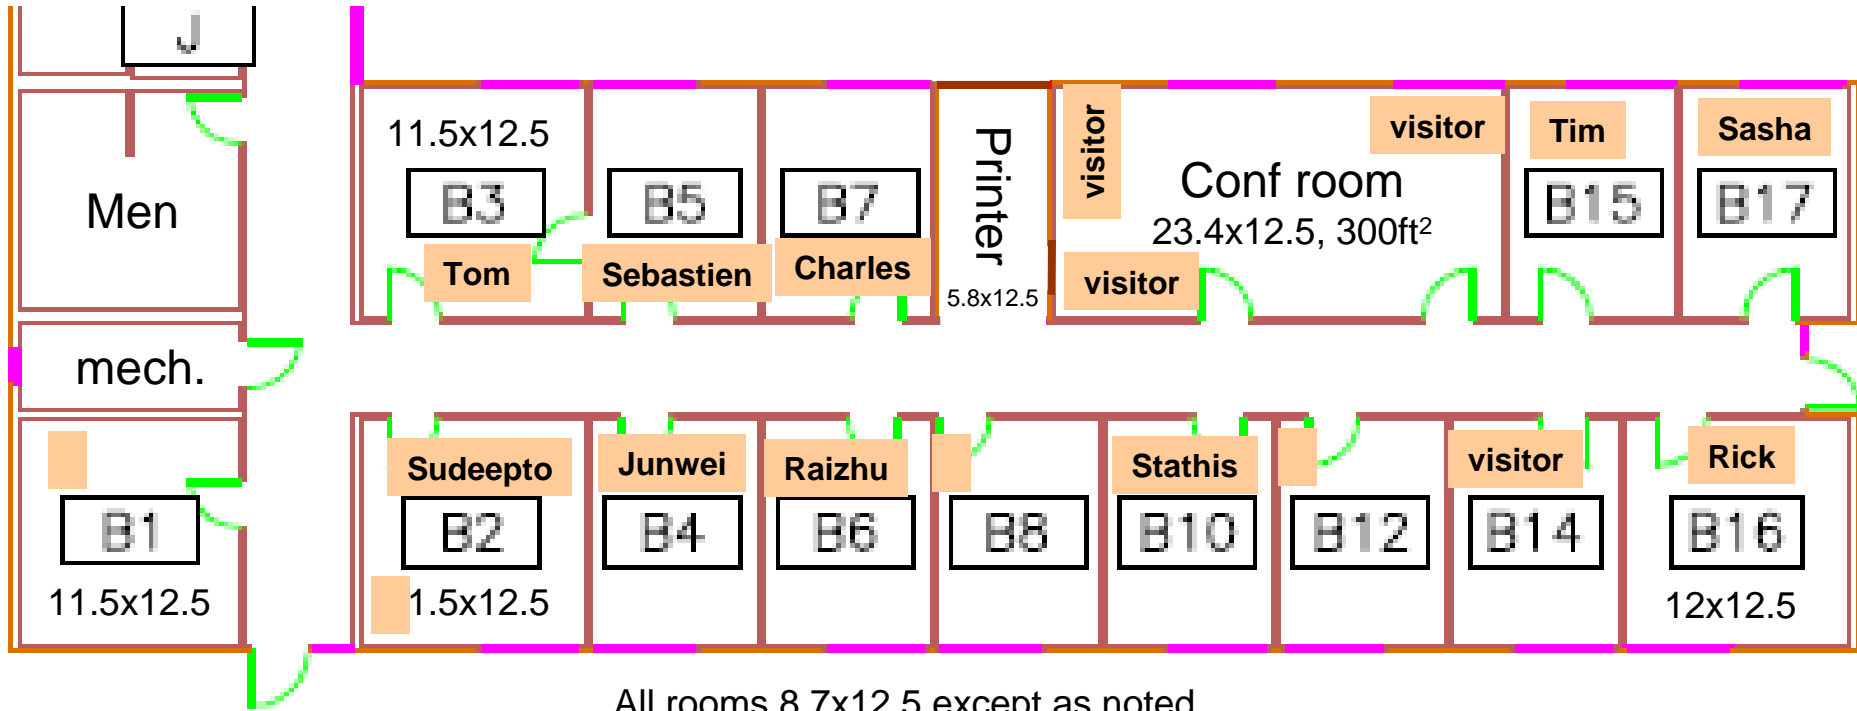 J
11.5x12.5
visitor
visitor
Tim
Sasha
Men
B3
B5
B7
Printer
Conf room
23.4x12.5, 300ft²
B15
B17
Tom
Sebastien
Charles
5.8x12.5
visitor
mech.
Sudeepto
Junwei
Raizhu
Stathis
visitor
Rick
B1
B2
B4
B6
B8
B10
B12
B14
B16
11.5x12.5
1.5x12.5
12x12.5
All rooms 8.7x12.5 except as noted